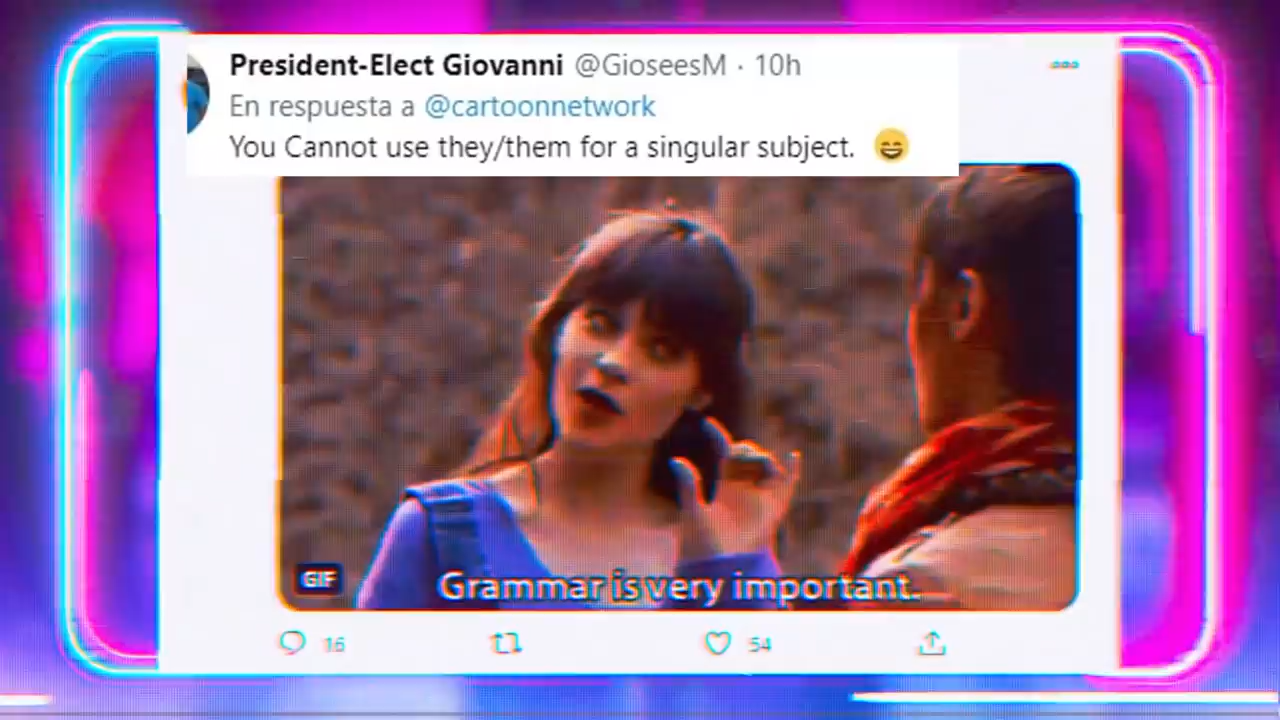 President-Elect Giovanni @GioseesM · 10h
En respuesta a @cartoonnetwork
You Cannot use they/them for a singular subject. 😄
Grammar is very important.
GIF
16 54